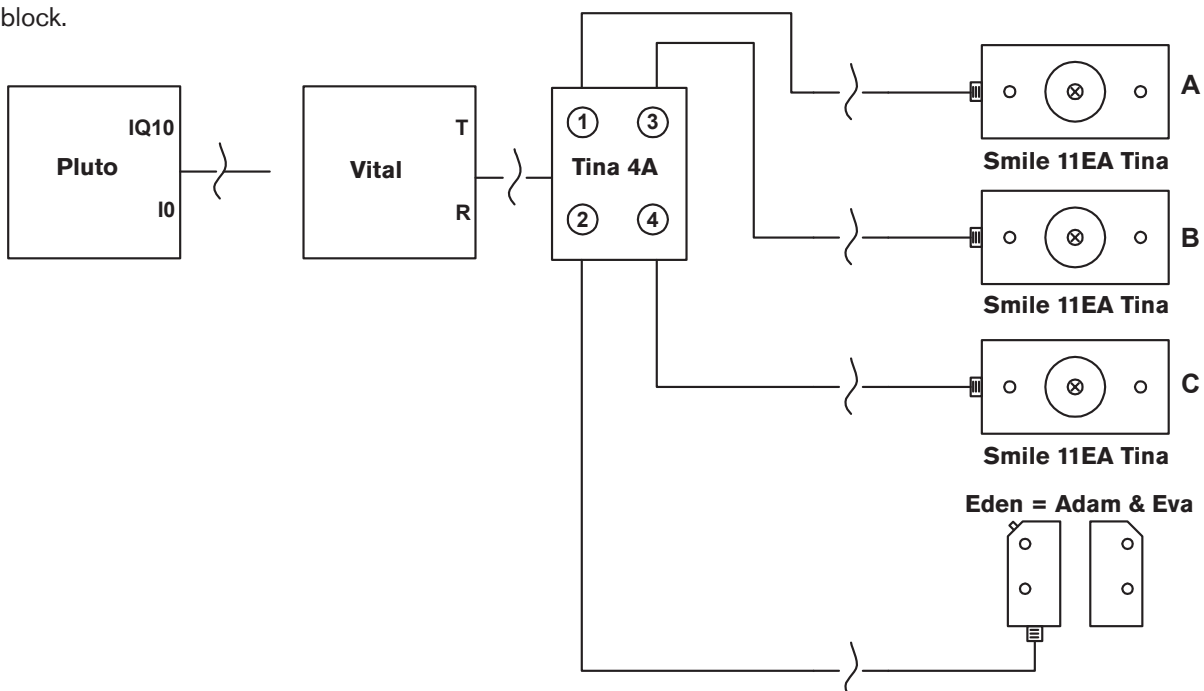 block.
IQ10
Pluto
I0
T
Vital
R
1 3
Tina 4A
2 4
A
Smile 11EA Tina
B
Smile 11EA Tina
C
Smile 11EA Tina
Eden = Adam & Eva